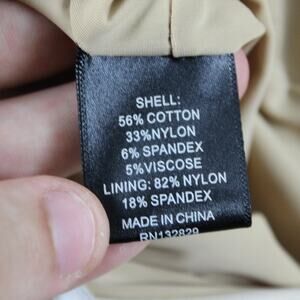 SHELL:
56% COTTON
33%NYLON
6% SPANDEX
5%VISCOSE
LINING: 82% NYLON
18% SPANDEX
MADE IN CHINA
RN132829